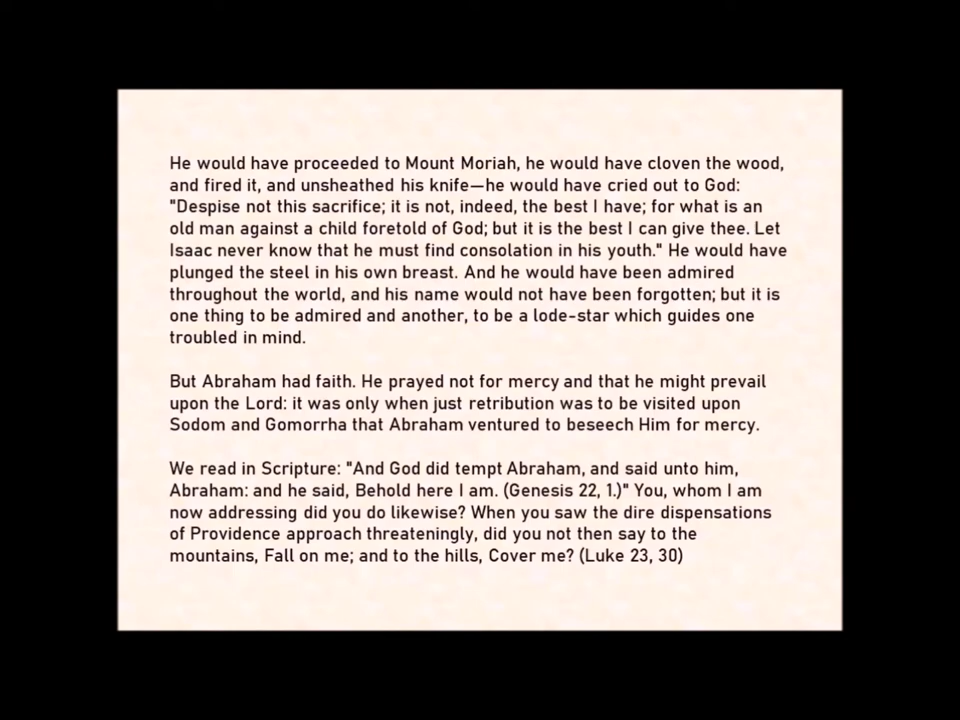 He would have proceeded to Mount Moriah, he would have cloven the wood,
and fired it, and unsheathed his knife—he would have cried out to God:
"Despise not this sacrifice; it is not, indeed, the best I have; for what is an
old man against a child foretold of God; but it is the best I can give thee. Let
Isaac never know that he must find consolation in his youth." He would have
plunged the steel in his own breast. And he would have been admired
throughout the world, and his name would not have been forgotten; but it is
one thing to be admired and another, to be a lode-star which guides one
troubled in mind.

But Abraham had faith. He prayed not for mercy and that he might prevail
upon the Lord: it was only when just retribution was to be visited upon
Sodom and Gomorrha that Abraham ventured to beseech Him for mercy.

We read in Scripture: "And God did tempt Abraham, and said unto him,
Abraham: and he said, Behold here I am. (Genesis 22, 1.)" You, whom I am
now addressing did you do likewise? When you saw the dire dispensations
of Providence approach threateningly, did you not then say to the
mountains, Fall on me; and to the hills, Cover me? (Luke 23, 30)